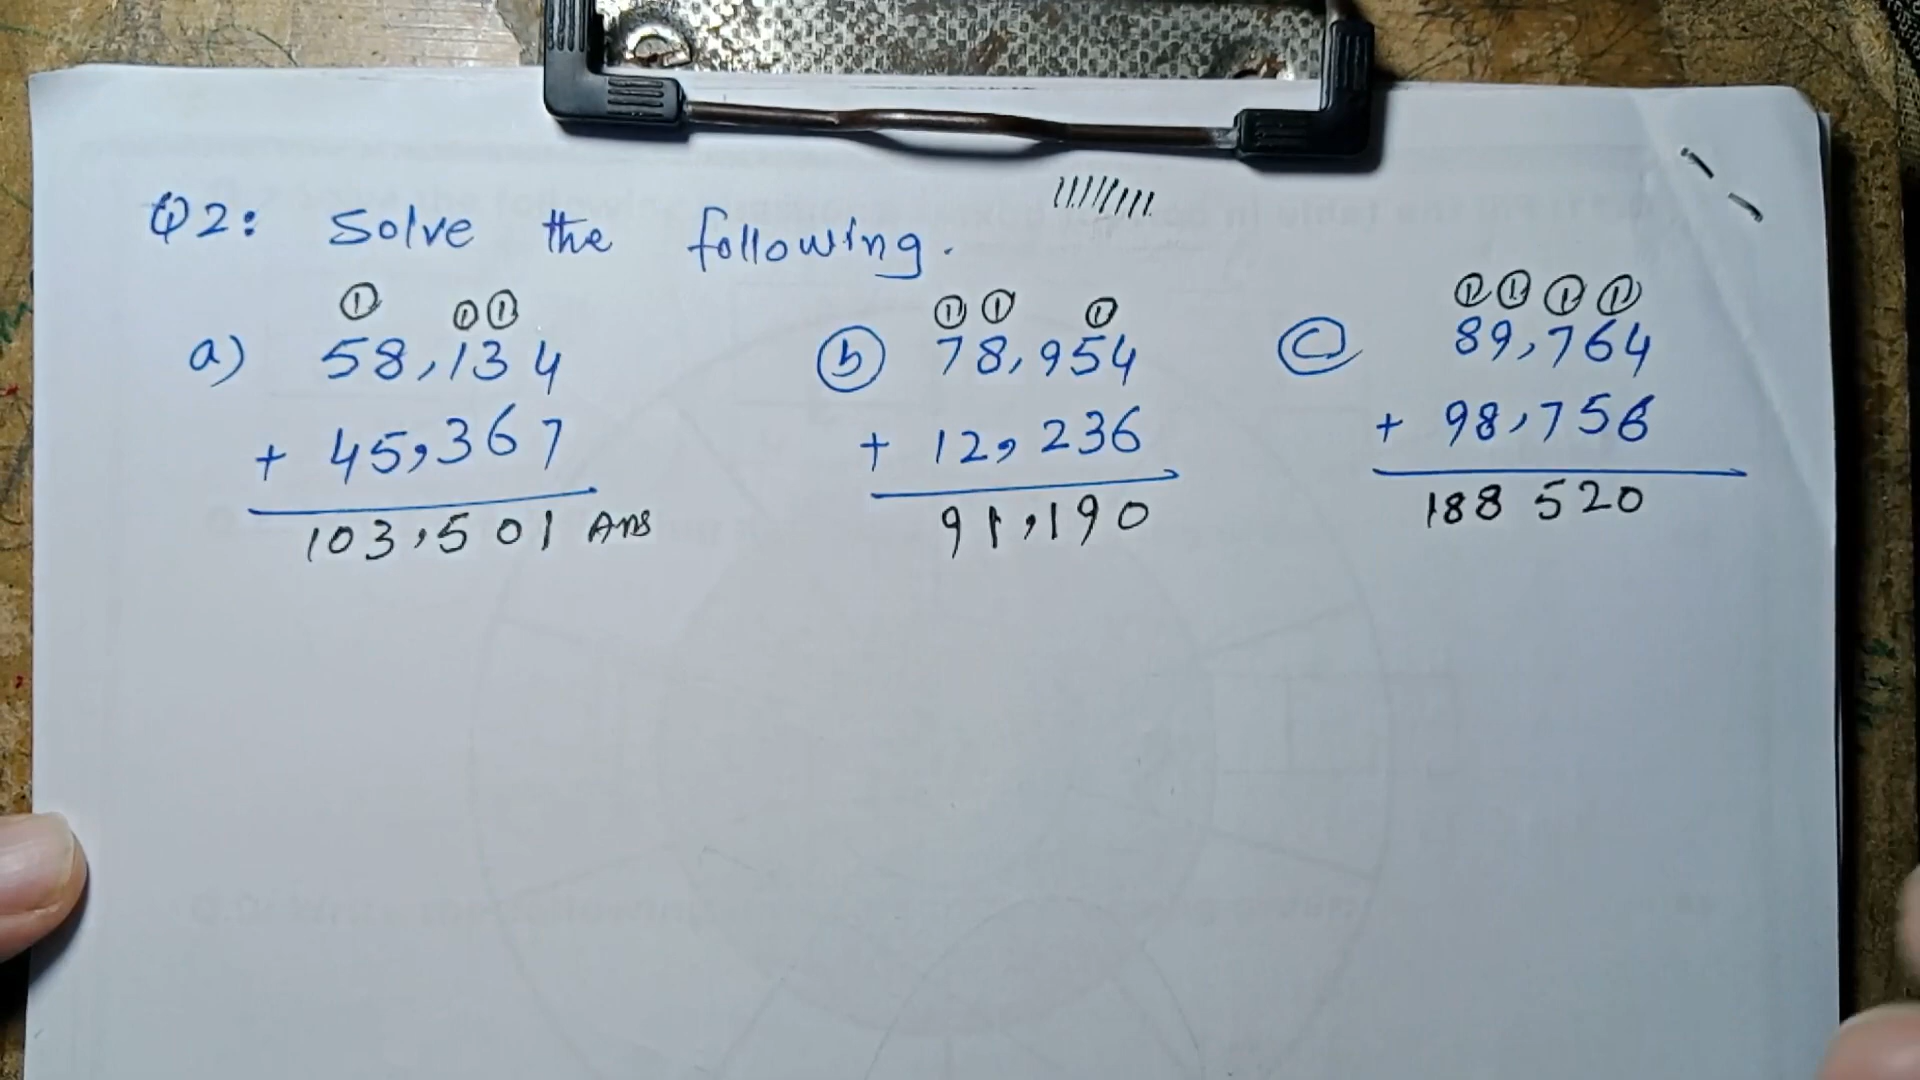 Q2: Solve the following.
① ①① ①① ① ①①①①
a) 58,134 ⓑ 78,954 ⓒ 89,764
+ 45,367 + 12,236 + 98,756
103,501 Ans 91,190 188 520